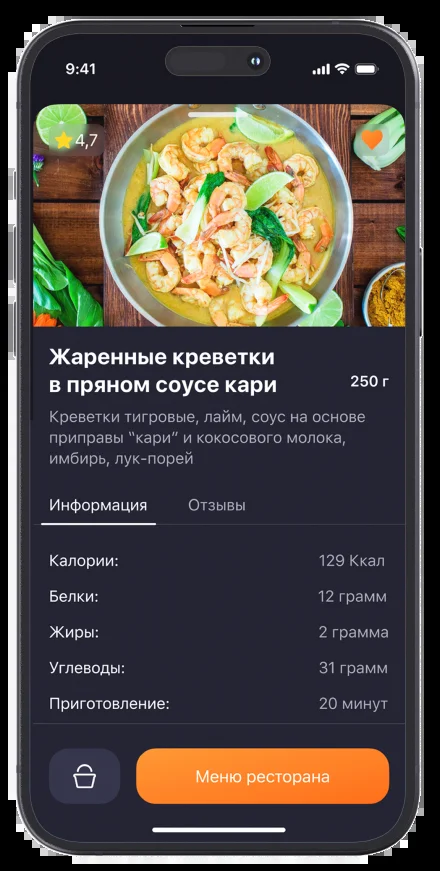 9:41
4,7
Жаренные креветки
в пряном соусе кари
250 г
Креветки тигровые, лайм, соус на основе
приправы “кари” и кокосового молока,
имбирь, лук-порей
Информация Отзывы
Калории: 129 Ккал
Белки: 12 грамм
Жиры: 2 грамма
Углеводы: 31 грамм
Приготовление: 20 минут
Меню ресторана